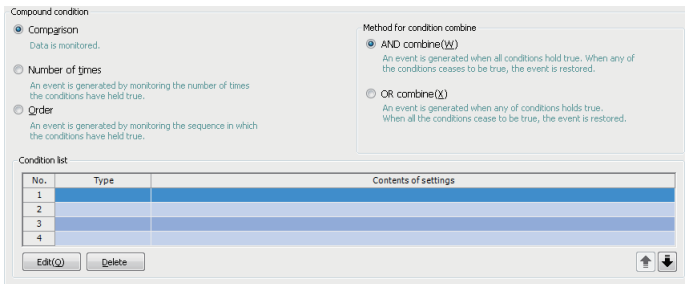 Compound condition
Comparison
Data is monitored.
Number of times
An event is generated by monitoring the number of times
the conditions have held true.
Order
An event is generated by monitoring the sequence in which
the conditions have held true.
Method for condition combine
AND combine(W)
An event is generated when all conditions hold true. When any of
the conditions ceases to be true, the event is restored.
OR combine(X)
An event is generated when any of conditions holds true.
When all the conditions cease to be true, the event is restored.
Condition list
No. Type Contents of settings
1
2
3
4
Edit(O) Delete